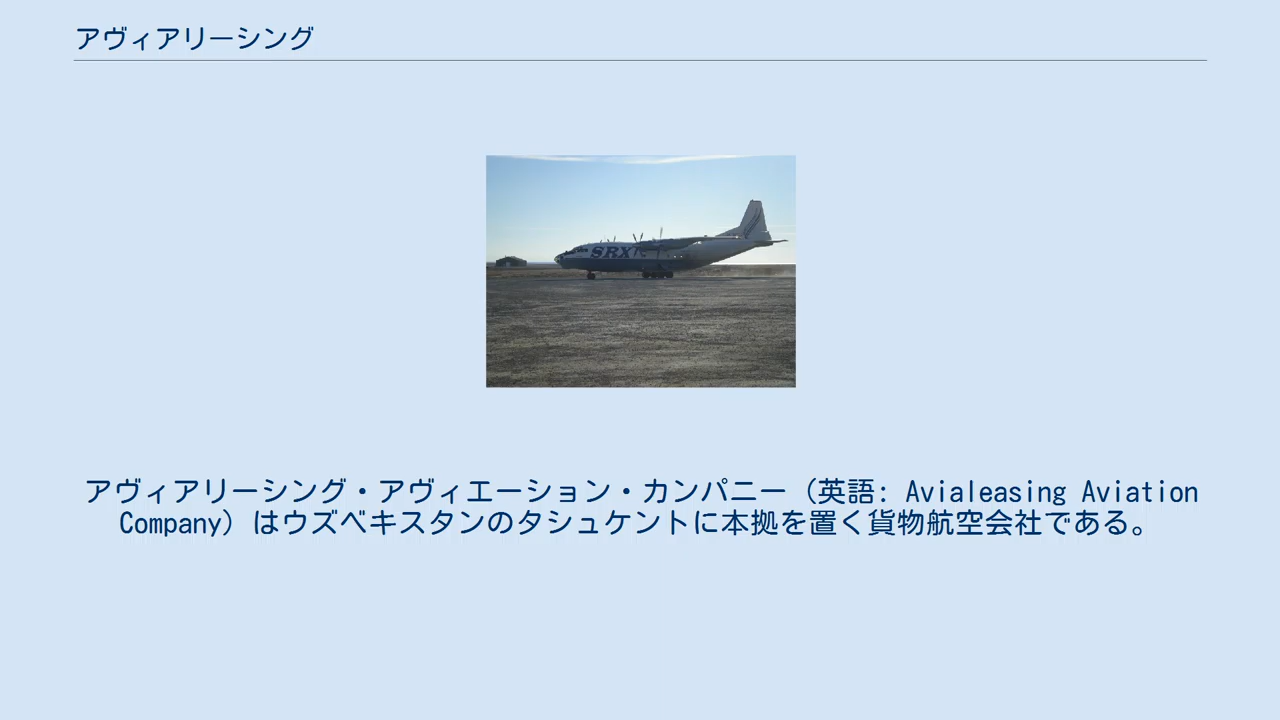 アヴィアリーシング
SRX
アヴィアリーシング・アヴィエーション・カンパニー（英語: Avialeasing Aviation
Company）はウズベキスタンのタシュケントに本拠を置く貨物航空会社である。